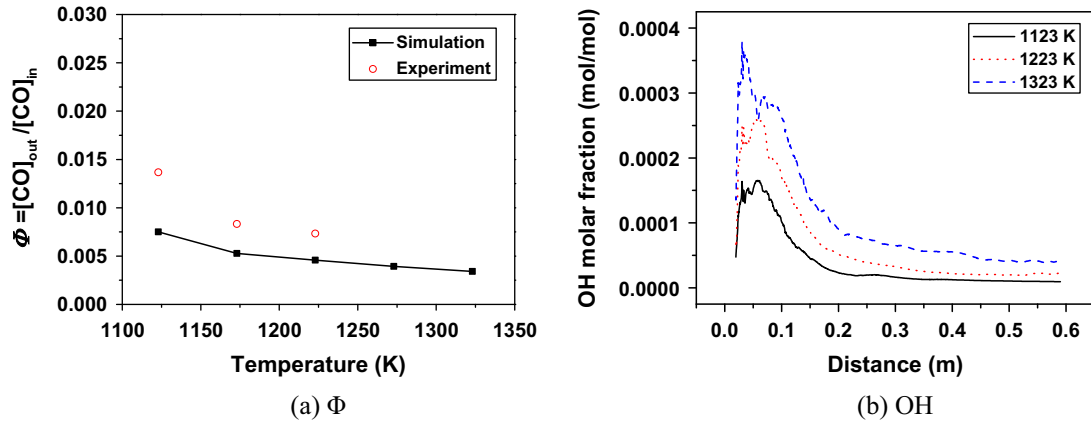 0.030
0.025
0.020
0.015
0.010
0.005
0.000
Φ =[CO]out /[CO]in
Simulation
Experiment
1100 1150 1200 1250 1300 1350
Temperature (K)
(a) Φ
0.0004
0.0003
0.0002
0.0001
0.0000
OH molar fraction (mol/mol)
1123 K
1223 K
1323 K
0.0 0.1 0.2 0.3 0.4 0.5 0.6
Distance (m)
(b) OH